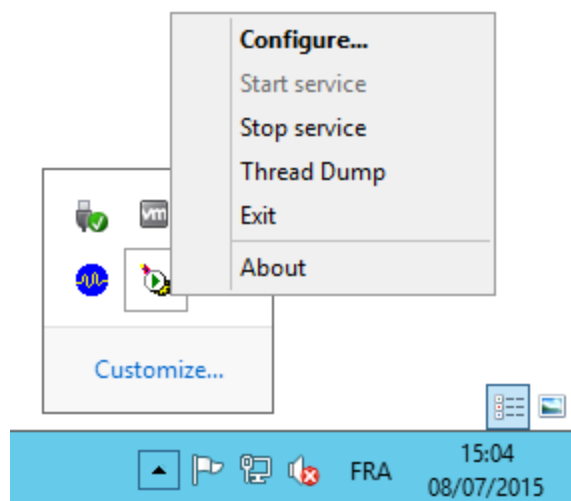 Configure...
Start service
Stop service
Thread Dump
Exit
About
vm
Customize...
FRA
15:04
08/07/2015